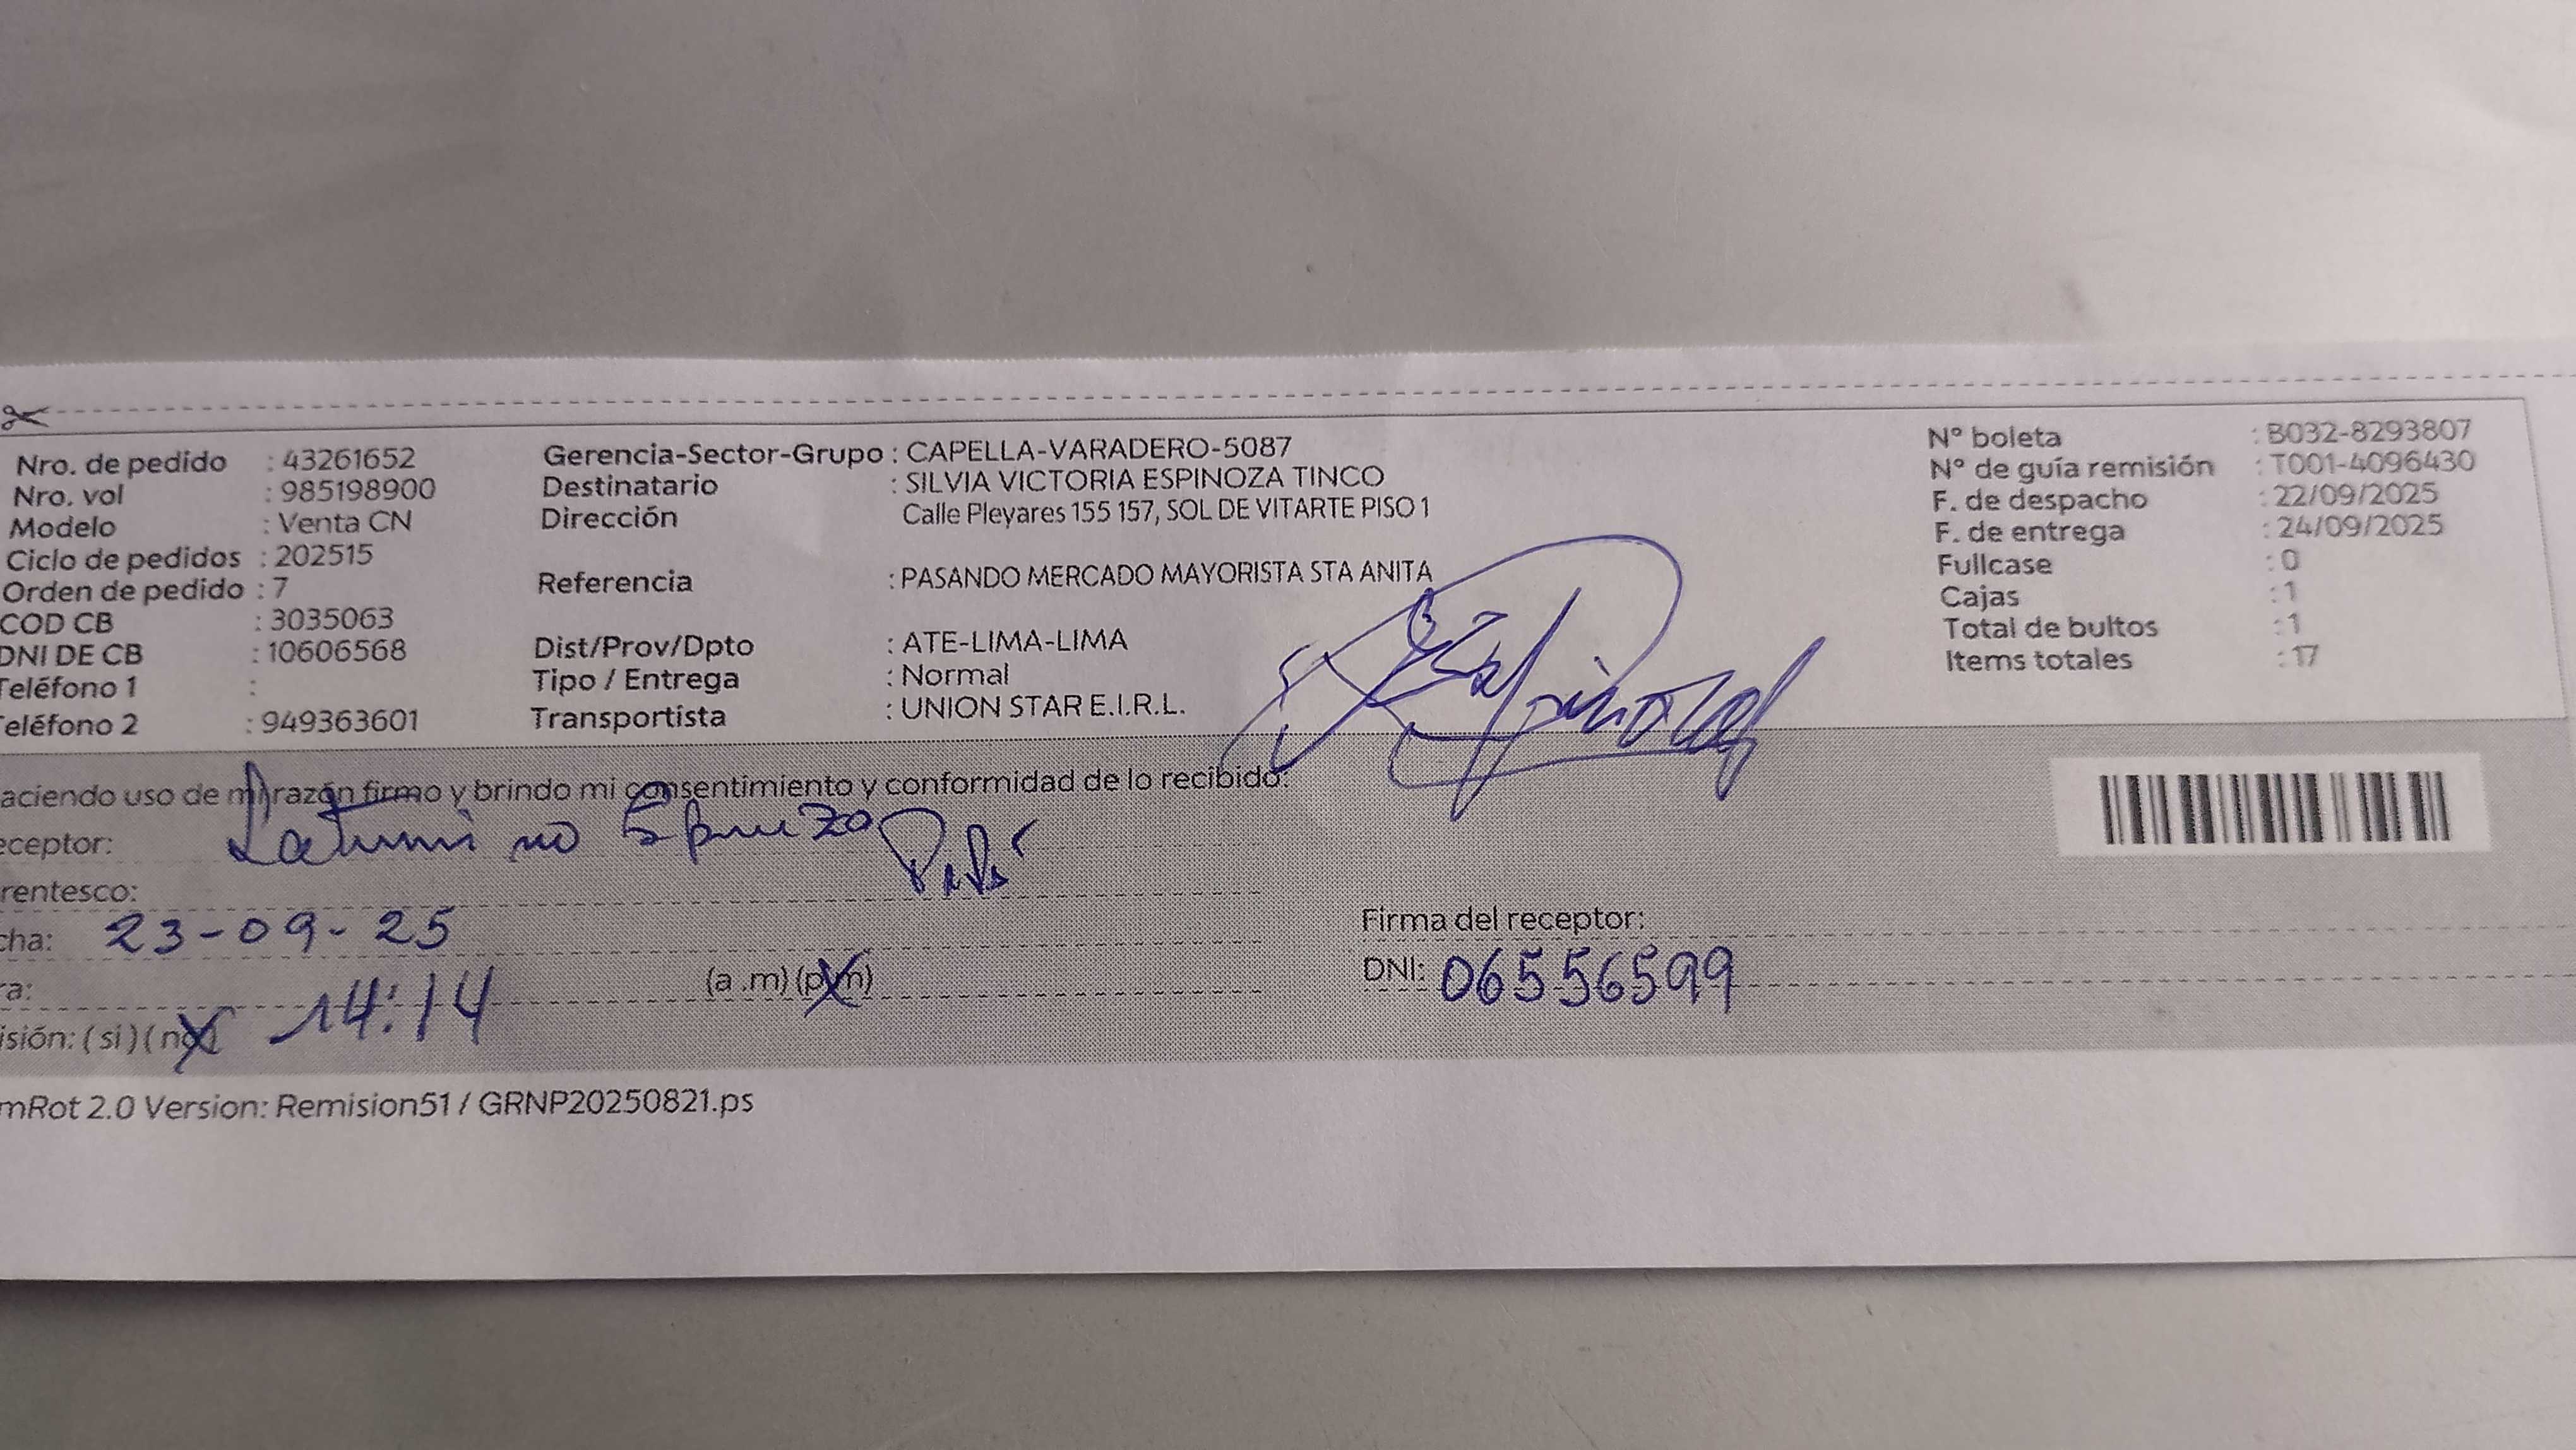 Nro. de pedido : 43261652
Nro. vol : 985198900
Modelo : Venta CN
Ciclo de pedidos : 202515
Orden de pedido : 7
COD CB : 3035063
DNI DE CB : 10606568
Teléfono 1 :
eléfono 2 : 949363601
Gerencia-Sector-Grupo : CAPELLA-VARADERO-5087
Destinatario : SILVIA VICTORIA ESPINOZA TINCO
Dirección Calle Pleyares 155 157, SOL DE VITARTE PISO 1
Referencia : PASANDO MERCADO MAYORISTA STA ANITA
Dist/Prov/Dpto : ATE-LIMA-LIMA
Tipo / Entrega : Normal
Transportista : UNION STAR E.I.R.L.
N° boleta : B032-8293807
N° de guía remisión : T001-4096430
F. de despacho : 22/09/2025
F. de entrega : 24/09/2025
Fullcase : 0
Cajas : 1
Total de bultos : 1
Items totales : 17
aciendo uso de mi razón firmo y brindo mi consentimiento y conformidad de lo recibido:
eceptor:
Papá
rentesco:
cha: 23-09-25
ra: 14:14 (a .m) (p.m)
isión: ( si ) ( no )
Firma del receptor:
DNI: 06556599
mRot 2.0 Version: Remision51 / GRNP20250821.ps